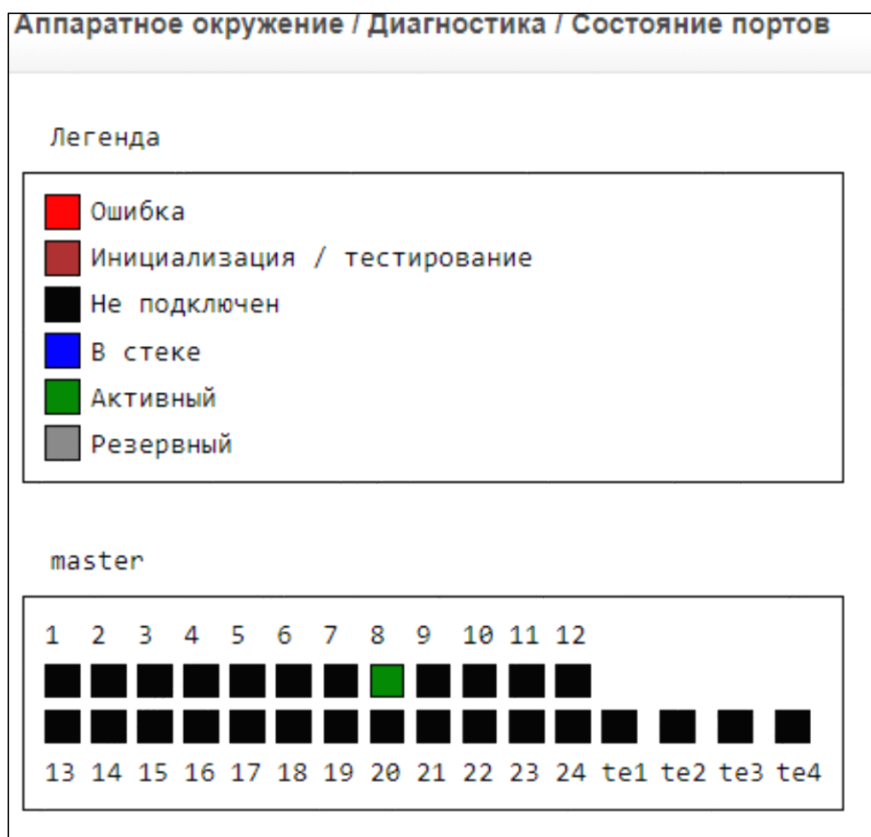 Аппаратное окружение / Диагностика / Состояние портов
Легенда
Ошибка
Инициализация / тестирование
Не подключен
В стеке
Активный
Резервный
master
1 2 3 4 5 6 7 8 9 10 11 12
13 14 15 16 17 18 19 20 21 22 23 24 te1 te2 te3 te4